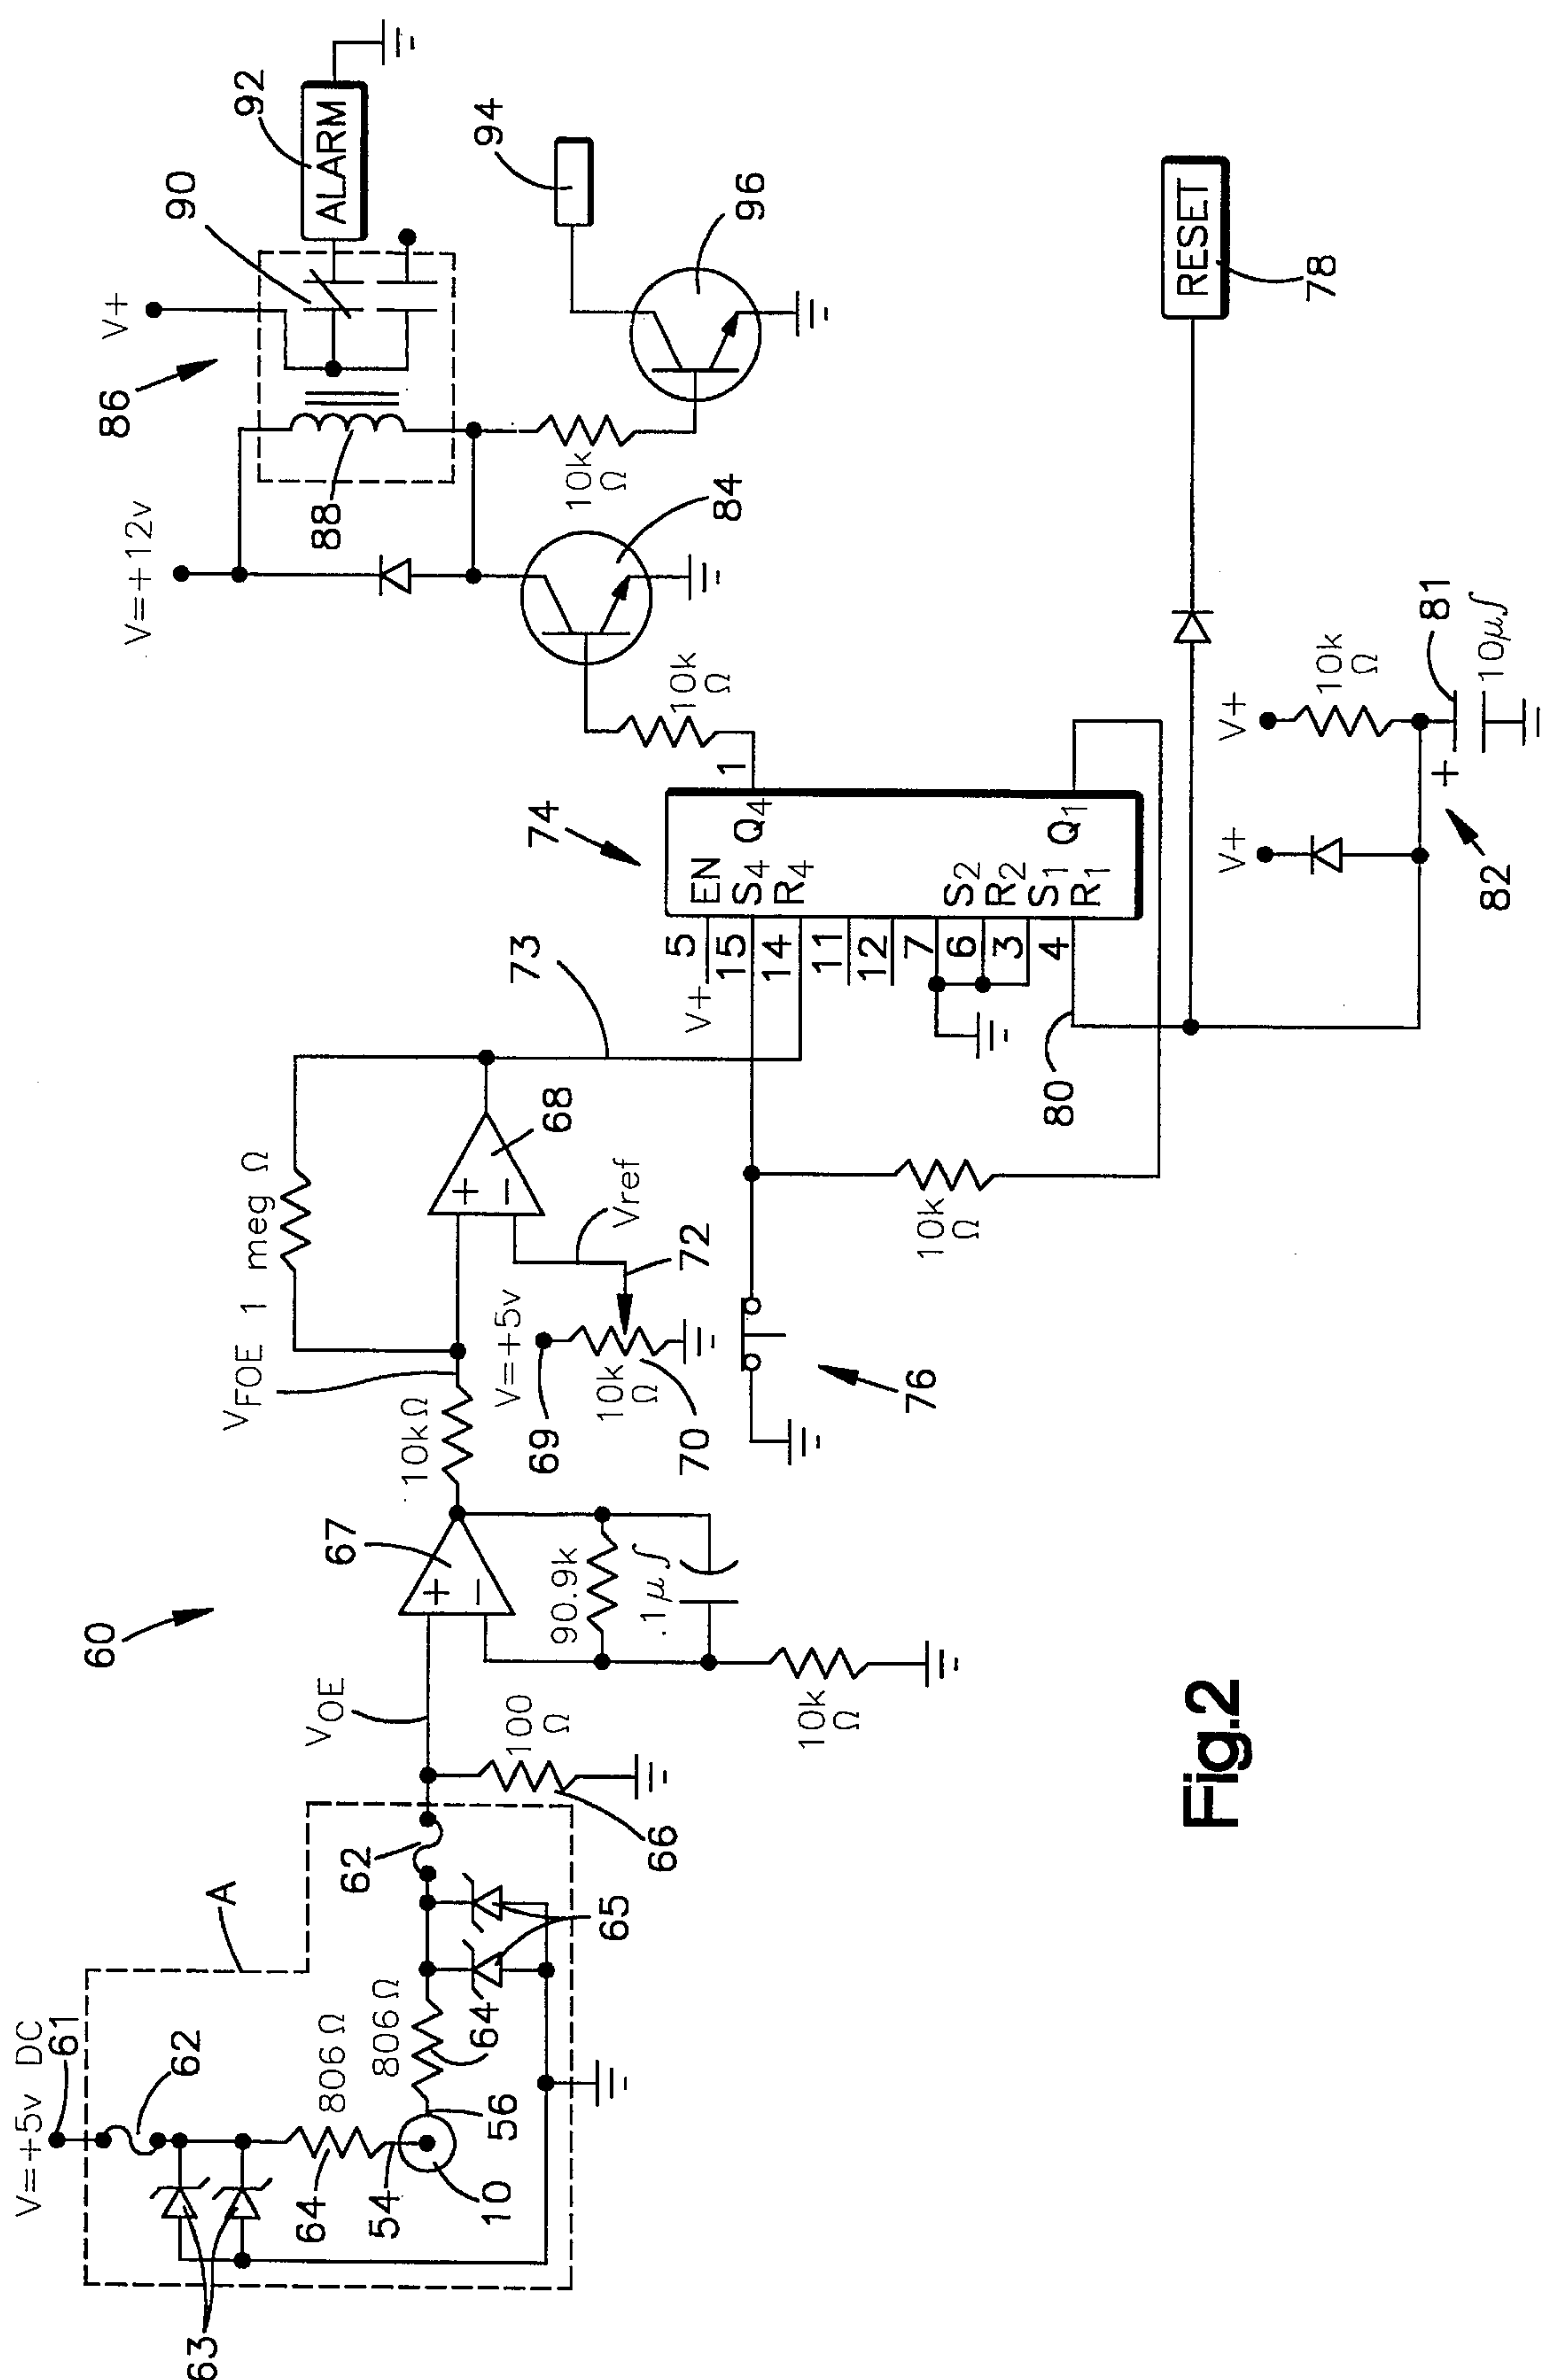 92
ALARM
90
V+
86
94
96
88
V=+12v
10k
Ω
84
10k
Ω
RESET
78
10k
Ω
V+
V+
81
10μf
+
82
74
1
EN
S4
R4
Q4
S2
R2
S1
R1
Q1
5
15
14
11
12
7
6
3
4
V+
73
80
68
+
−
1 meg Ω
Vref
72
VFOE
V=+5v
69
10k
Ω
70
76
10k
Ω
10kΩ
67
+
−
90.9k
.1μf
10k
Ω
60
VOE
100
Ω
66
62
65
A
V=+5v DC
61
62
806Ω
806Ω
64
64
54
56
10
63
Fig.2